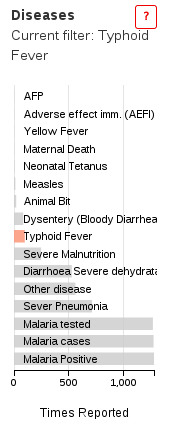 Diseases
?
Current filter: Typhoid
Fever
AFP
Adverse effect imm. (AEFI)
Yellow Fever
Maternal Death
Neonatal Tetanus
Measles
Animal Bit
Dysentery (Bloody Diarrhea
Typhoid Fever
Severe Malnutrition
Diarrhoea Severe dehydrata
Other disease
Sever Pneumonia
Malaria tested
Malaria cases
Malaria Positive
0 500 1,000
Times Reported